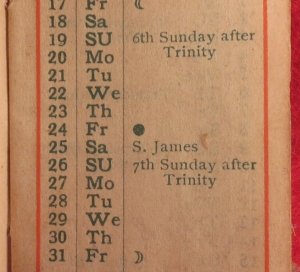 17 Fr ☾
18 Sa
19 SU 6th Sunday after
20 Mo Trinity
21 Tu
22 We
23 Th
24 Fr ●
25 Sa S. James
26 SU 7th Sunday after
27 Mo Trinity
28 Tu
29 We
30 Th
31 Fr ☽